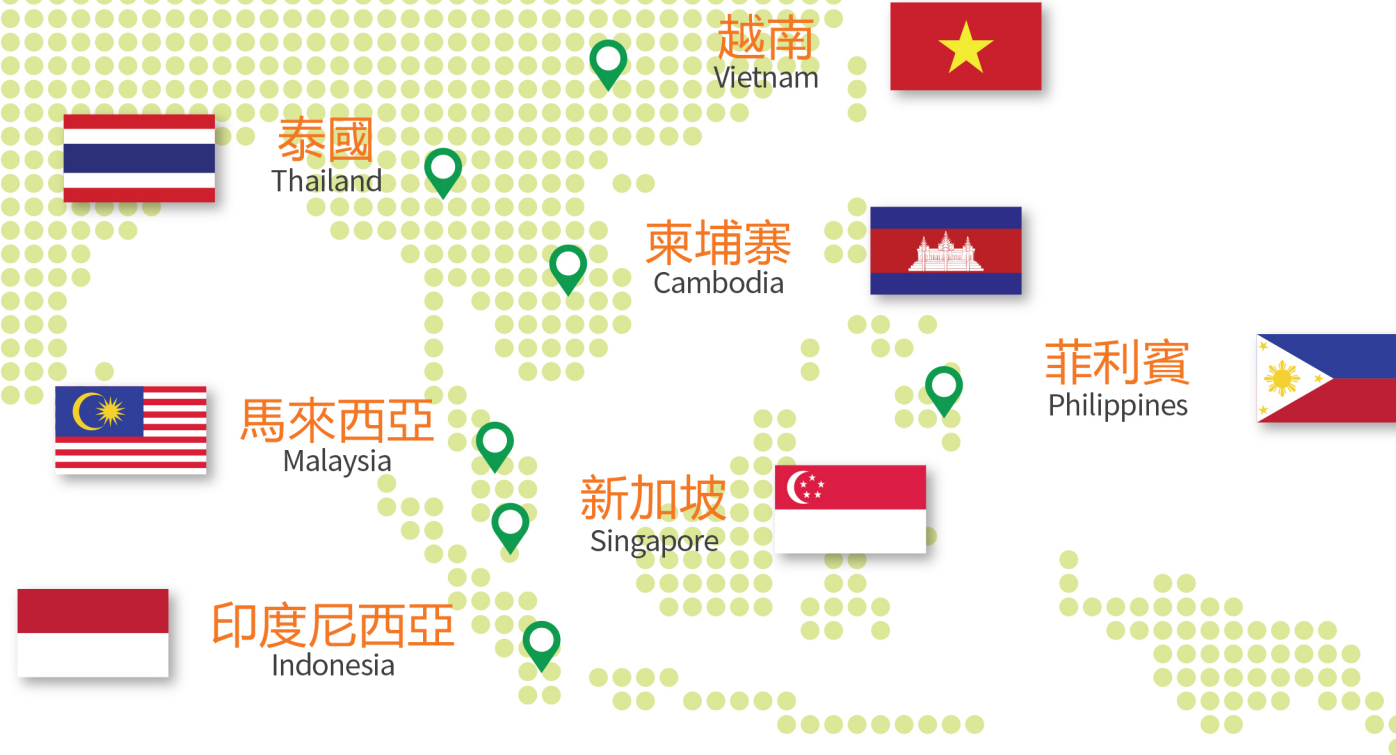 越南
Vietnam
泰國
Thailand
柬埔寨
Cambodia
菲利賓
Philippines
馬來西亞
Malaysia
新加坡
Singapore
印度尼西亞
Indonesia